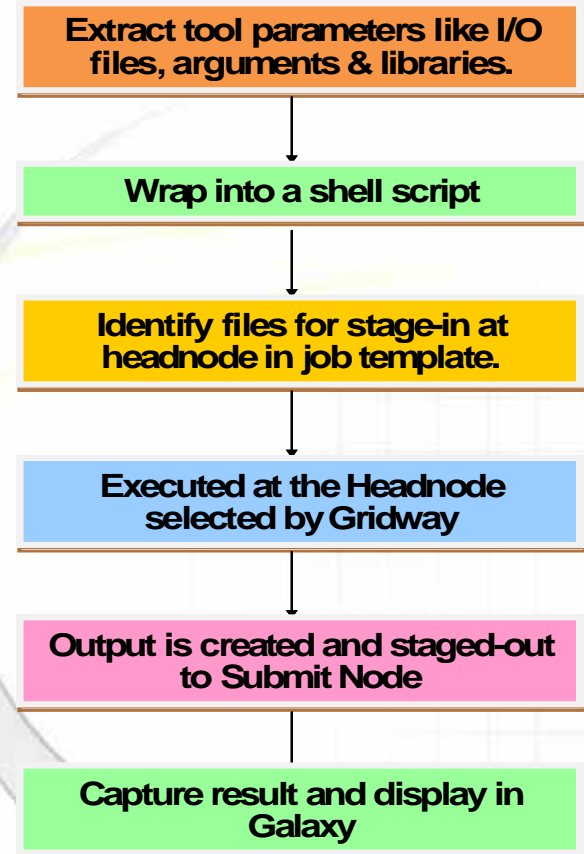 Extract tool parameters like I/O
files, arguments & libraries.
Wrap into a shell script
Identify files for stage-in at
headnode in job template.
Executed at the Headnode
selected by Gridway
Output is created and staged-out
to Submit Node
Capture result and display in
Galaxy